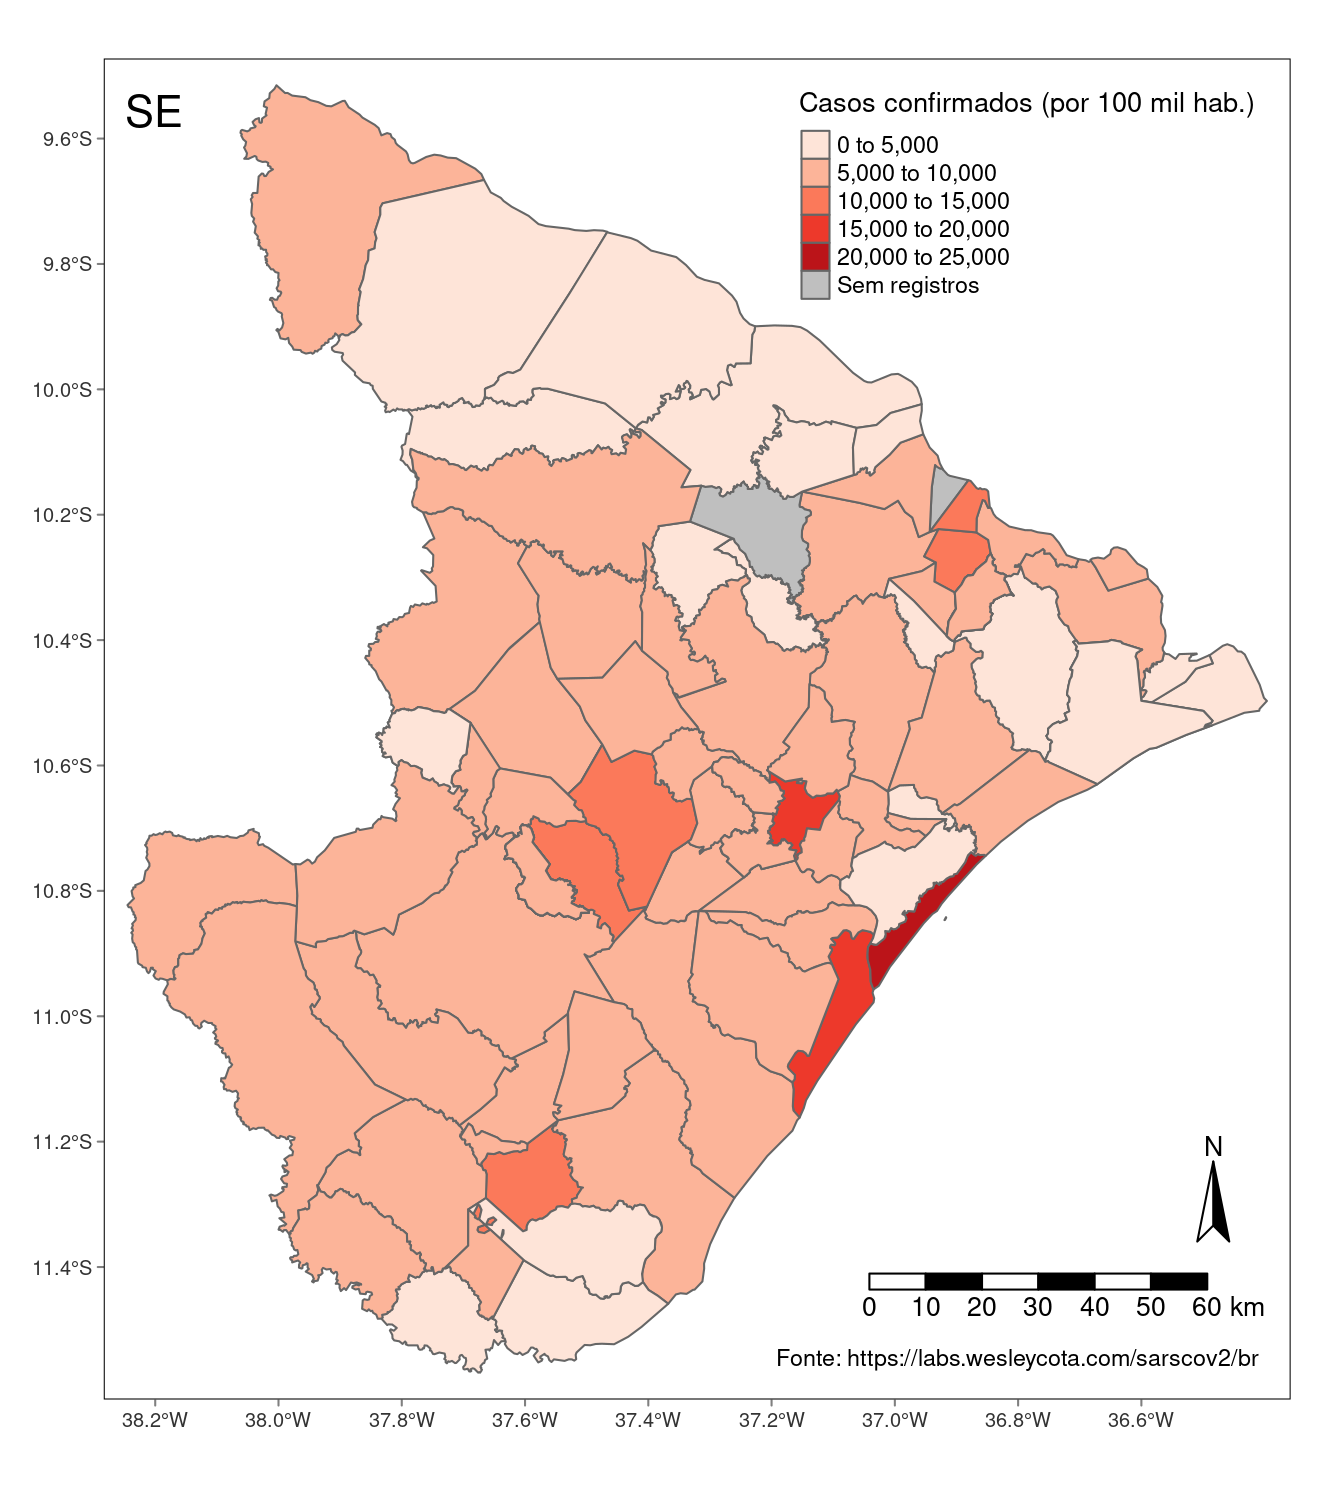 SE
Casos confirmados (por 100 mil hab.)
0 to 5,000
5,000 to 10,000
10,000 to 15,000
15,000 to 20,000
20,000 to 25,000
Sem registros
9.6°S
9.8°S
10.0°S
10.2°S
10.4°S
10.6°S
10.8°S
11.0°S
11.2°S
11.4°S
N
0 10 20 30 40 50 60 km
Fonte: https://labs.wesleycota.com/sarscov2/br
38.2°W 38.0°W 37.8°W 37.6°W 37.4°W 37.2°W 37.0°W 36.8°W 36.6°W